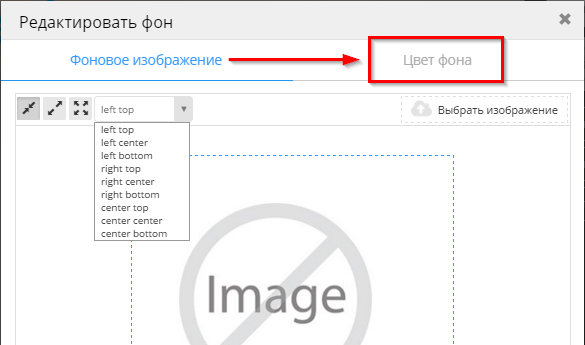 Редактировать фон
Фоновое изображение
Цвет фона
left top
Выбрать изображение
left top
left center
left bottom
right top
right center
right bottom
center top
center center
center bottom
Image